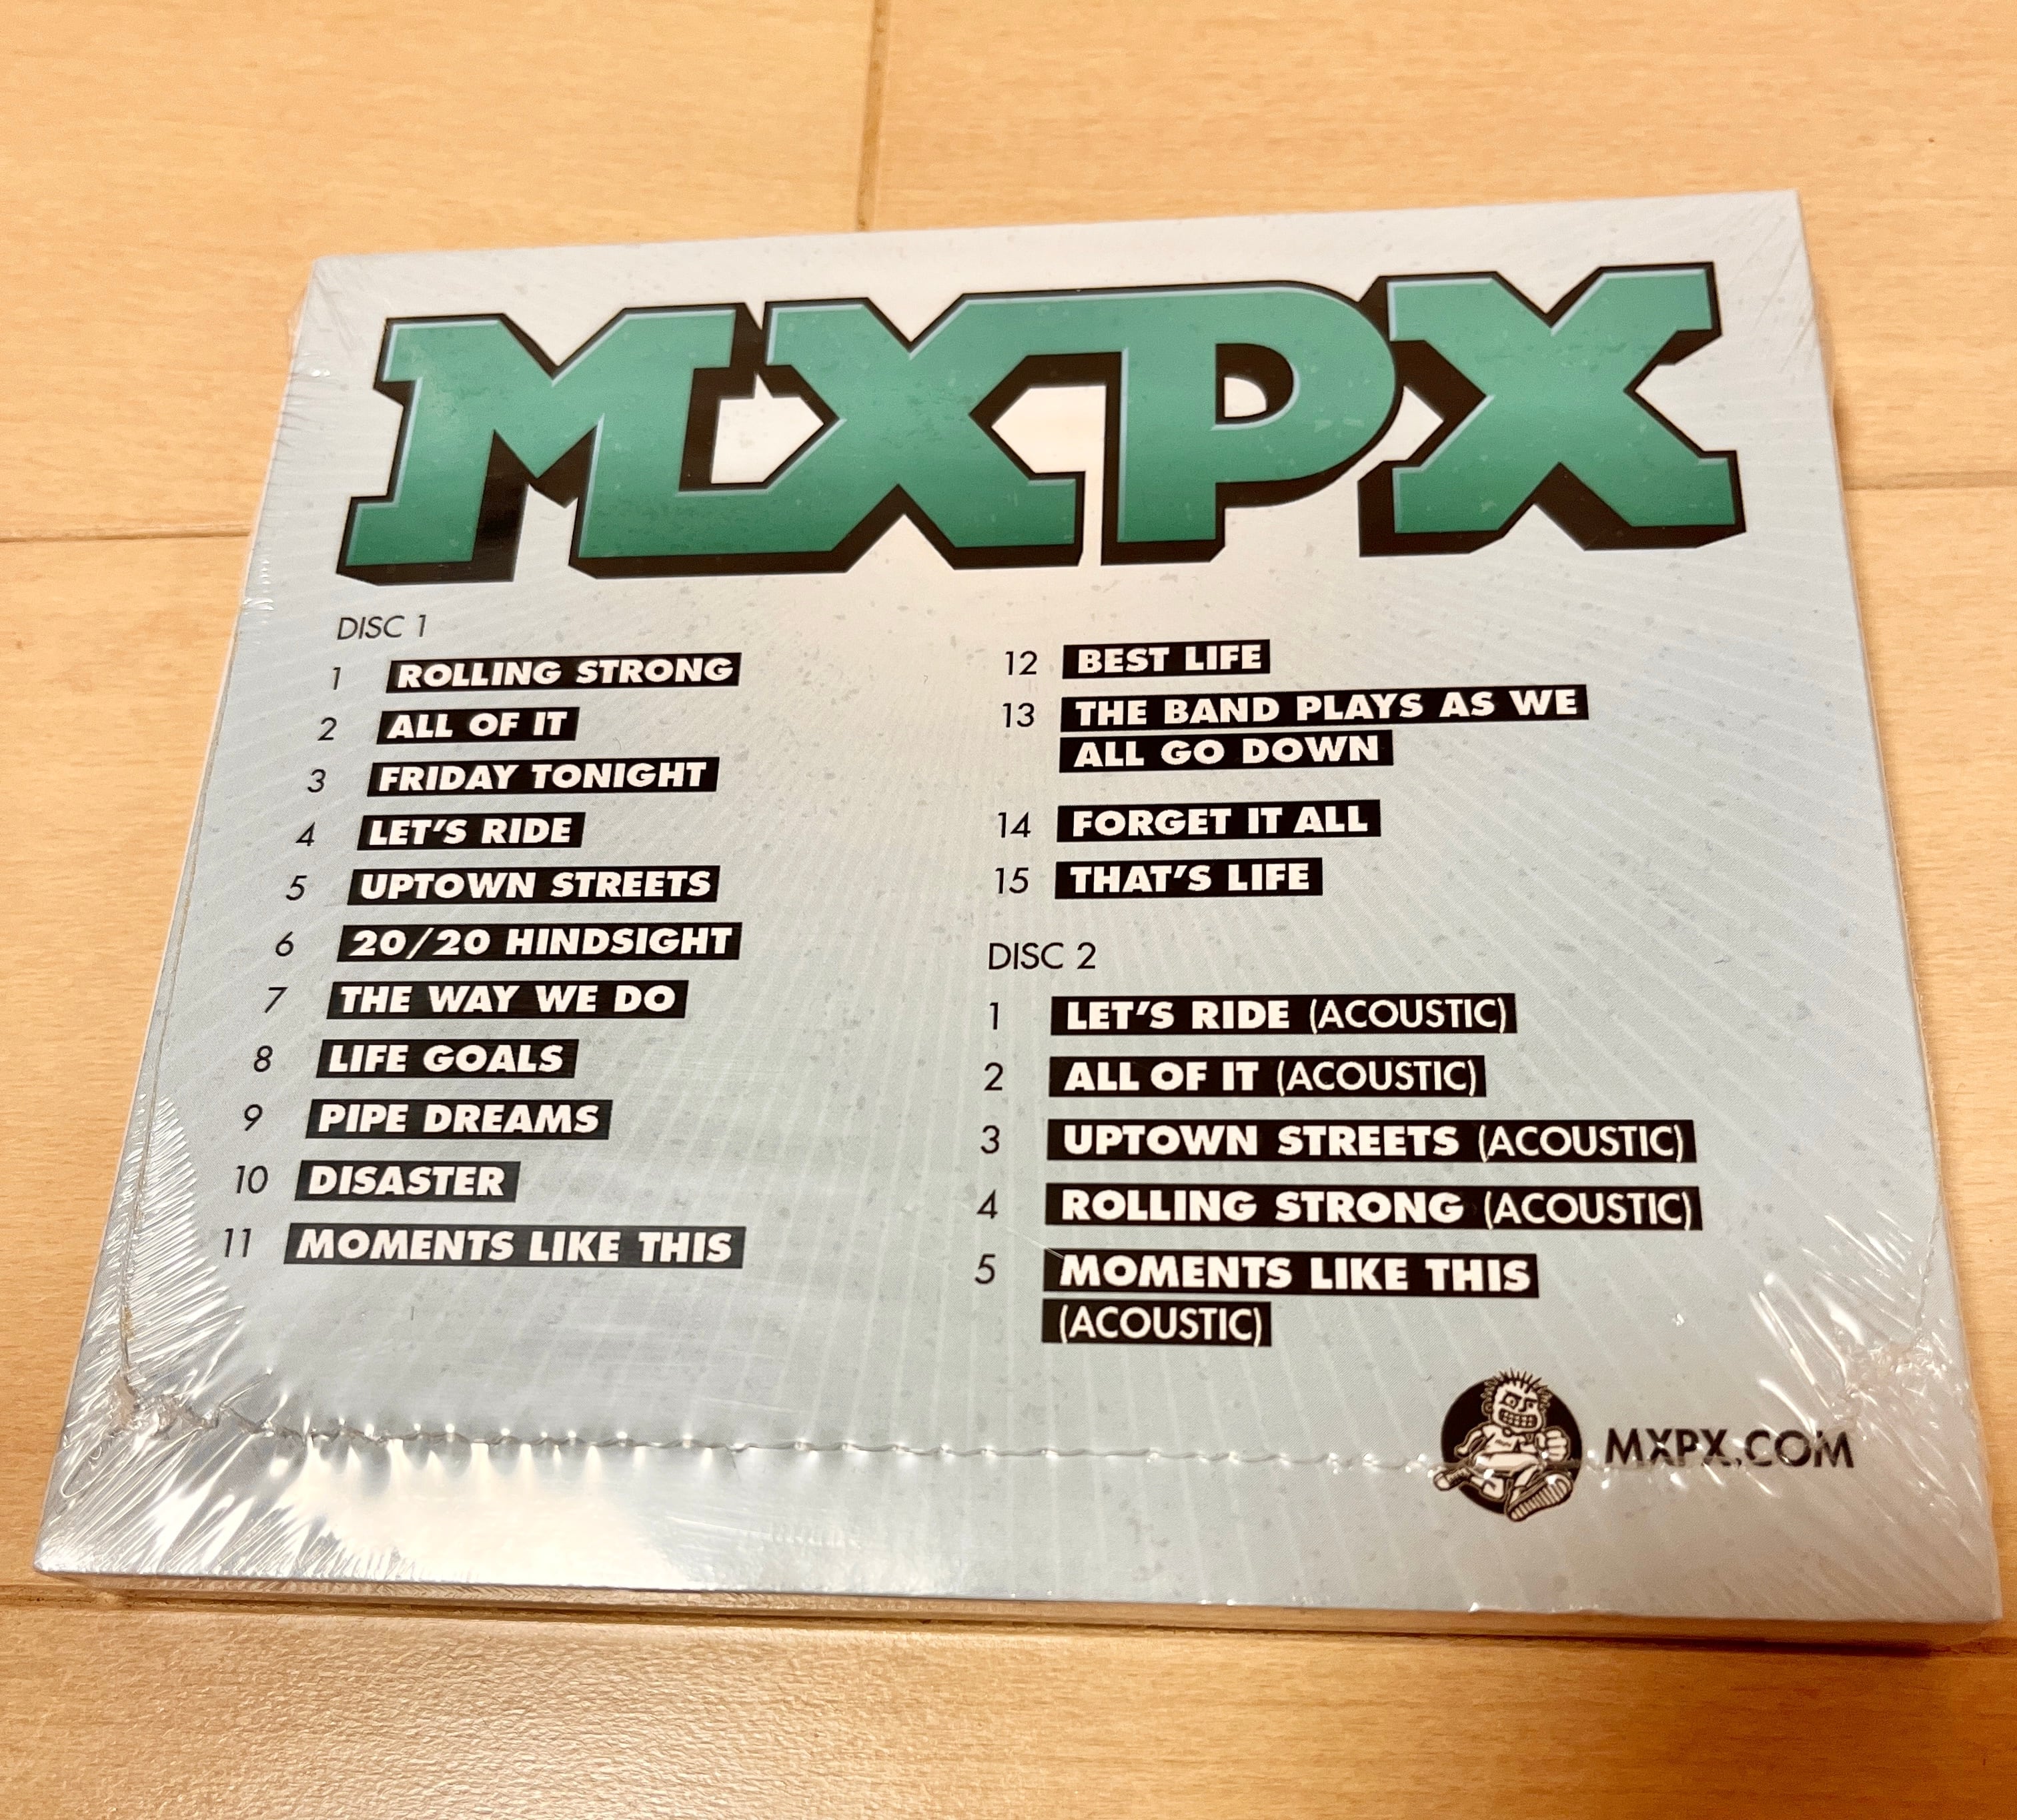 MXPX
DISC 1
1 ROLLING STRONG
2 ALL OF IT
3 FRIDAY TONIGHT
4 LET'S RIDE
5 UPTOWN STREETS
6 20/20 HINDSIGHT
7 THE WAY WE DO
8 LIFE GOALS
9 PIPE DREAMS
10 DISASTER
11 MOMENTS LIKE THIS
12 BEST LIFE
13 THE BAND PLAYS AS WE
ALL GO DOWN
14 FORGET IT ALL
15 THAT'S LIFE
DISC 2
1 LET'S RIDE (ACOUSTIC)
2 ALL OF IT (ACOUSTIC)
3 UPTOWN STREETS (ACOUSTIC)
4 ROLLING STRONG (ACOUSTIC)
5 MOMENTS LIKE THIS
(ACOUSTIC)
MXPX.COM